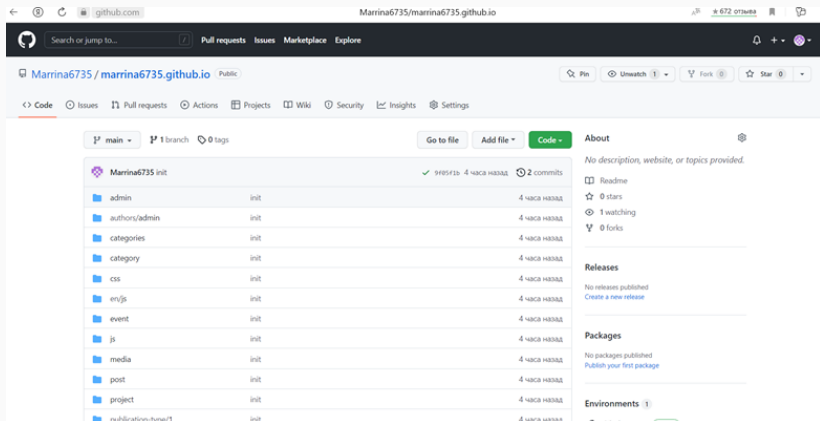 github.com Marrina6735/marrina6735.github.io ★ 672 отзыва
Search or jump to... / Pull requests Issues Marketplace Explore
Marrina6735 / marrina6735.github.io Public Pin Unwatch 1 Fork 0 Star 0
Code Issues Pull requests Actions Projects Wiki Security Insights Settings
main 1 branch 0 tags Go to file Add file Code
About
No description, website, or topics provided.
Marrina6735 init 4 часа назад 2 commits
Readme
admin init 4 часа назад
0 stars
authors/admin init 4 часа назад
1 watching
categories init 4 часа назад
0 forks
category init 4 часа назад
css init 4 часа назад
Releases
No releases published
en/js init 4 часа назад
Create a new release
event init 4 часа назад
js init 4 часа назад
Packages
media init 4 часа назад
No packages published
Publish your first package
post init 4 часа назад
project init 4 часа назад
Environments 1
publication-type/1 init 4 часа назад